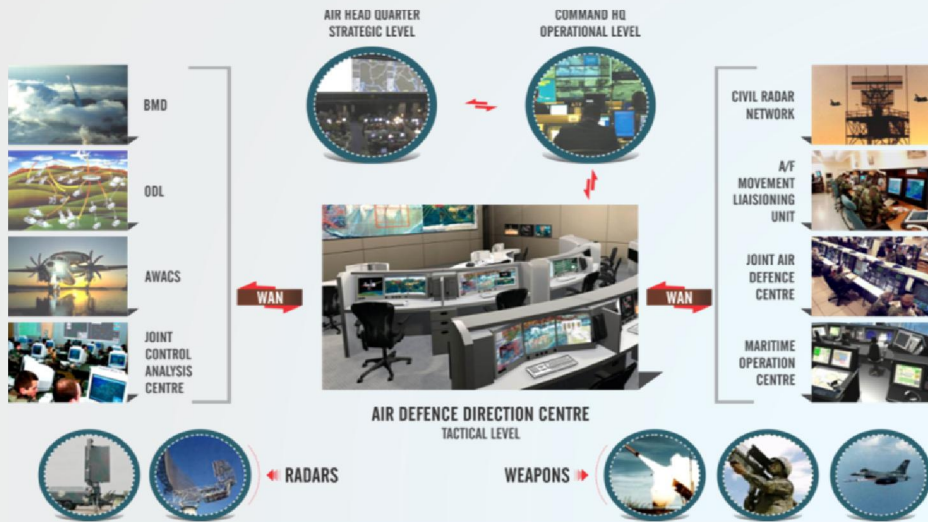 AIR HEAD QUARTER
STRATEGIC LEVEL
COMMAND HQ
OPERATIONAL LEVEL
BMD
ODL
AWACS
JOINT
CONTROL
ANALYSIS
CENTRE
WAN
WAN
CIVIL RADAR
NETWORK
A/F
MOVEMENT
LIAISIONING
UNIT
JOINT AIR
DEFENCE
CENTRE
MARITIME
OPERATION
CENTRE
AIR DEFENCE DIRECTION CENTRE
TACTICAL LEVEL
RADARS
WEAPONS